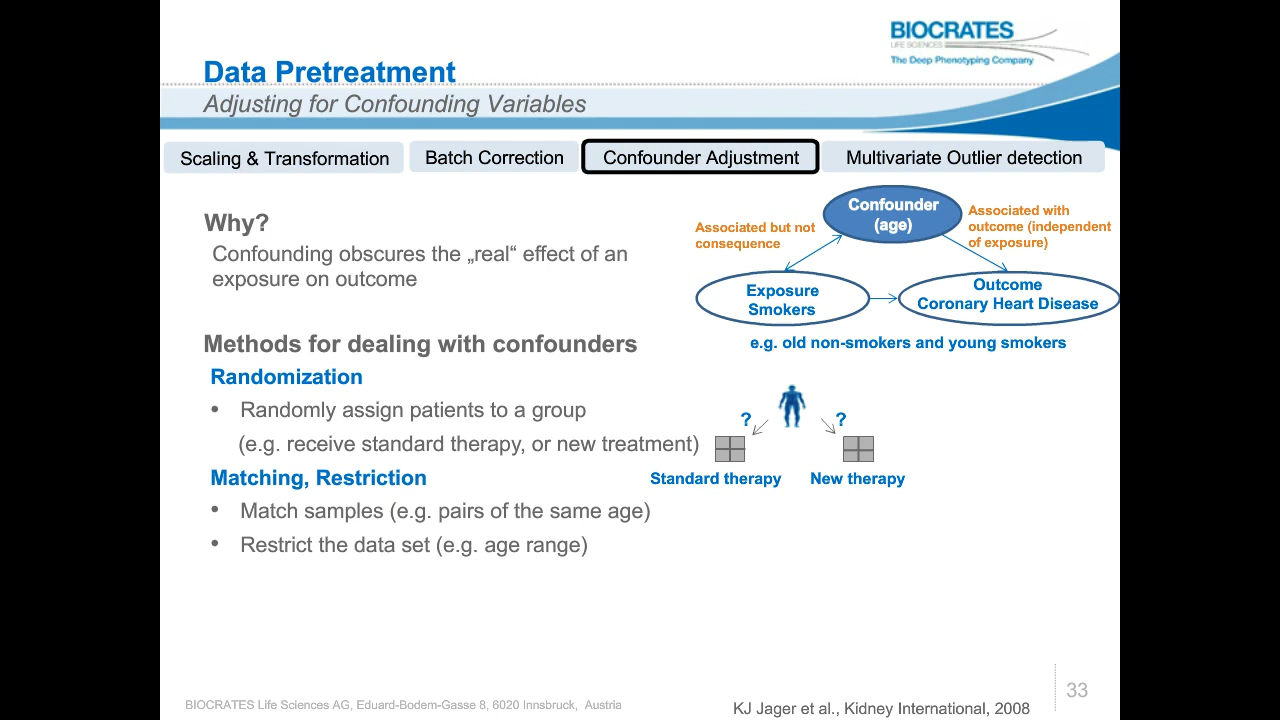 BIOCRATES
LIFE SCIENCES
The Deep Phenotyping Company
Data Pretreatment
Adjusting for Confounding Variables
Scaling & Transformation
Batch Correction
Confounder Adjustment
Multivariate Outlier detection
Why?
Confounding obscures the „real“ effect of an
exposure on outcome
Confounder
(age)
Associated but not
consequence
Associated with
outcome (independent
of exposure)
Exposure
Smokers
Outcome
Coronary Heart Disease
e.g. old non-smokers and young smokers
Methods for dealing with confounders
Randomization
• Randomly assign patients to a group
(e.g. receive standard therapy, or new treatment)
? ?
Standard therapy
New therapy
Matching, Restriction
• Match samples (e.g. pairs of the same age)
• Restrict the data set (e.g. age range)
BIOCRATES Life Sciences AG, Eduard-Bodem-Gasse 8, 6020 Innsbruck, Austria
KJ Jager et al., Kidney International, 2008
33